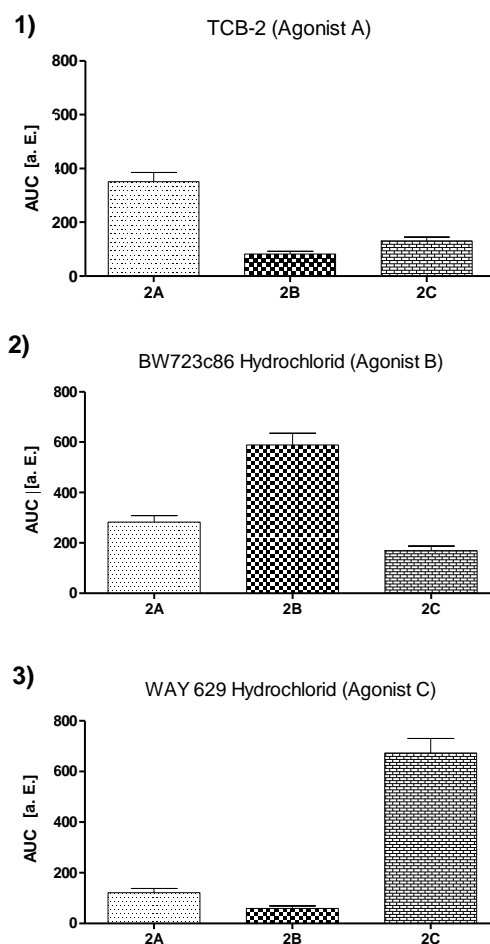 1)
TCB-2 (Agonist A)
AUC [a. E.]
800
600
400
200
0
2A 2B 2C
2)
BW723c86 Hydrochlorid (Agonist B)
AUC [a. E.]
800
600
400
200
0
2A 2B 2C
3)
WAY 629 Hydrochlorid (Agonist C)
AUC [a. E.]
800
600
400
200
0
2A 2B 2C